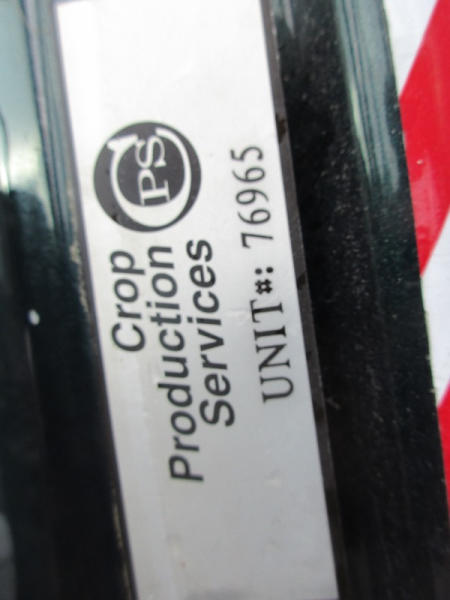 CPS
Crop
Production
Services
UNIT#: 76965